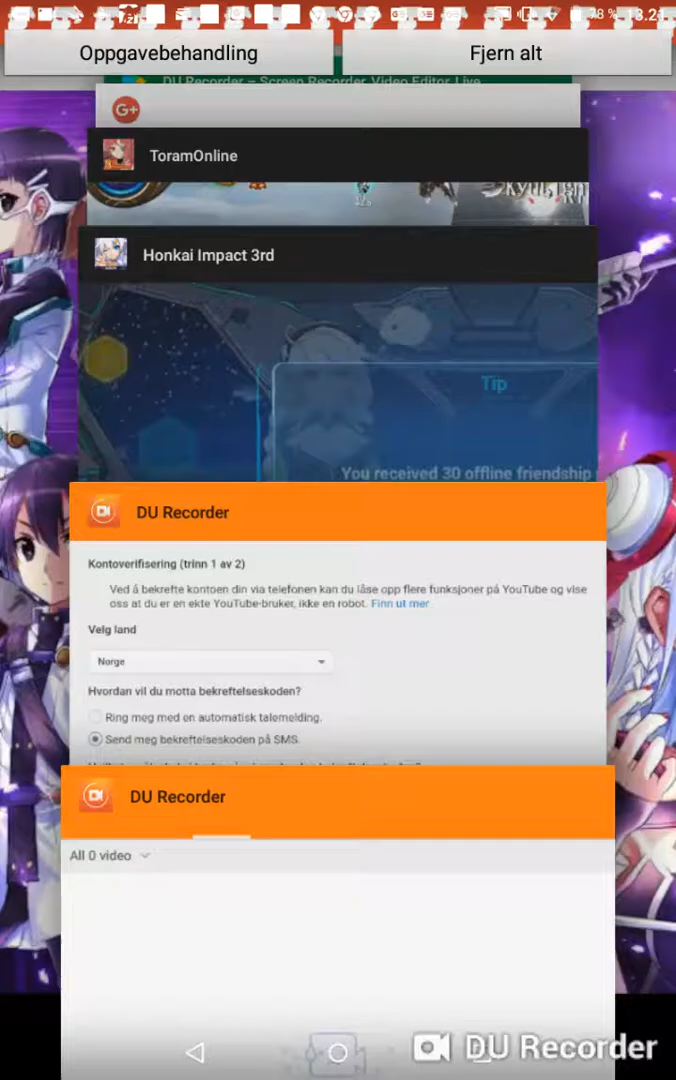 78 % 13.21
Oppgavebehandling Fjern alt
DU Recorder – Screen Recorder, Video Editor, Live
G+
ToramOnline
Honkai Impact 3rd
Tip
You received 30 offline friendship
DU Recorder
Kontoverifisering (trinn 1 av 2)
Ved å bekrefte kontoen din via telefonen kan du låse opp flere funksjoner på YouTube og vise
oss at du er en ekte YouTube-bruker, ikke en robot. Finn ut mer
Velg land
Norge
Hvordan vil du motta bekreftelseskoden?
Ring meg med en automatisk talemelding.
Send meg bekreftelseskoden på SMS.
DU Recorder
All 0 video
DU Recorder